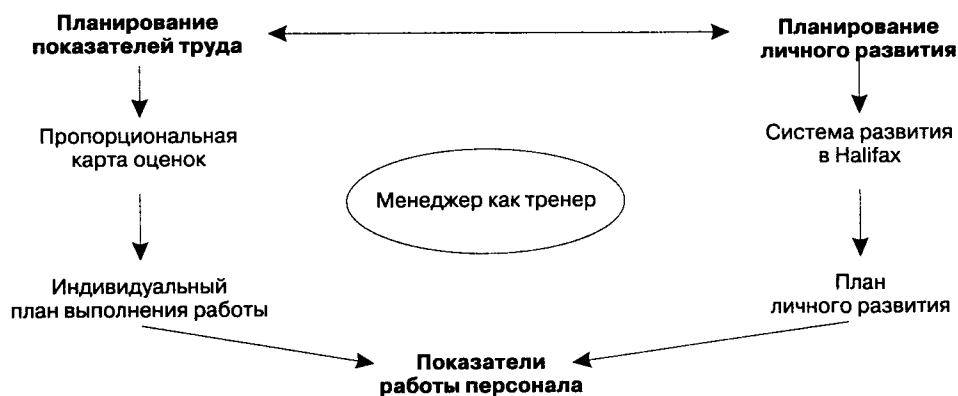 Планирование
показателей труда
Планирование
личного развития
Пропорциональная
карта оценок
Система развития
в Halifax
Менеджер как тренер
Индивидуальный
план выполнения работы
План
личного развития
Показатели
работы персонала